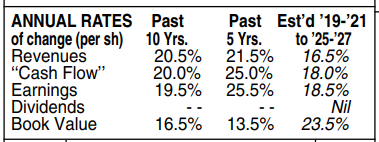 ANNUAL RATES Past Past Est'd '19-'21
of change (per sh) 10 Yrs. 5 Yrs. to '25-'27
Revenues 20.5% 21.5% 16.5%
"Cash Flow" 20.0% 25.0% 18.0%
Earnings 19.5% 25.5% 18.5%
Dividends - - - - Nil
Book Value 16.5% 13.5% 23.5%